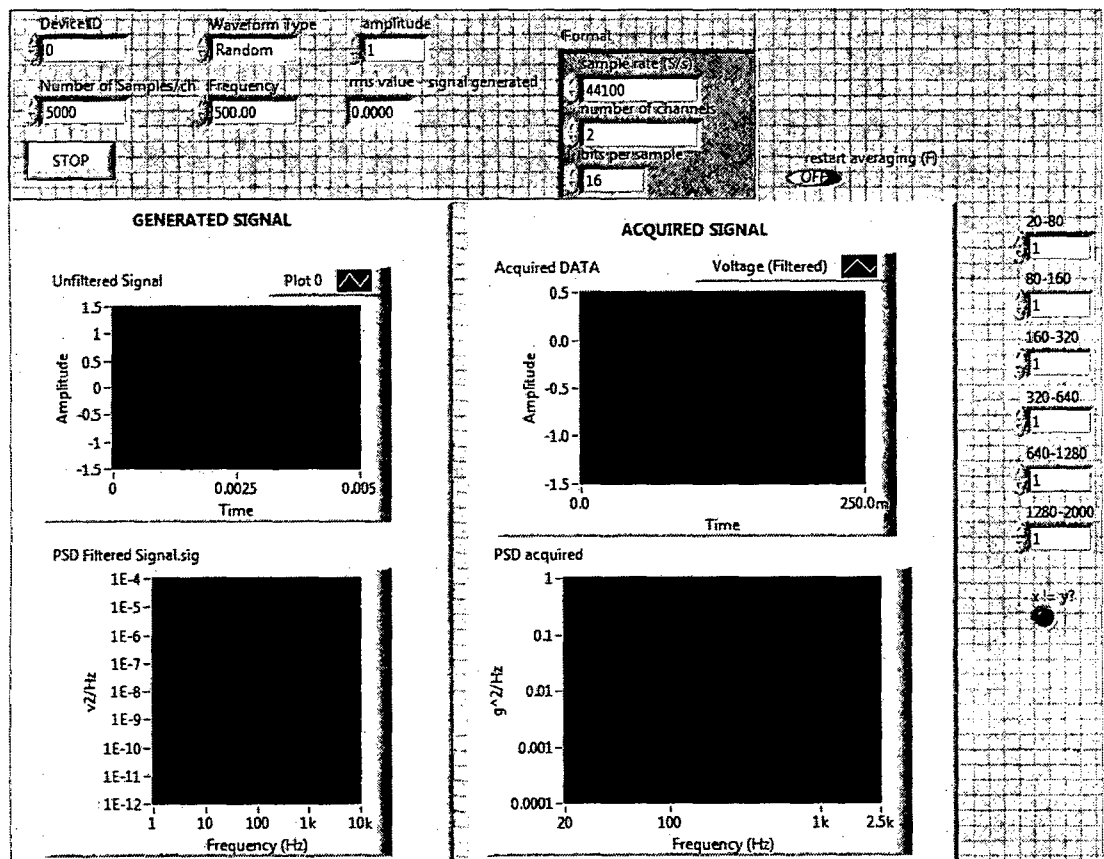 Device ID
0
Waveform Type
Random
amplitude
1
Number of Samples/ch
5000
Frequency
500.00
rms value - signal generated
0.0000
STOP
Format
sample rate (S/s)
44100
number of channels
2
bits per sample
16
restart averaging (F)
OFF
GENERATED SIGNAL
Unfiltered Signal
Plot 0
1.5
1
0.5
0
-0.5
-1
-1.5
Amplitude
0 0.0025 0.005
Time
PSD Filtered Signal.sig
1E-4
1E-5
1E-6
1E-7
1E-8
1E-9
1E-10
1E-11
1E-12
v2/Hz
1 10 100 1k 10k
Frequency (Hz)
ACQUIRED SIGNAL
Acquired DATA
Voltage (Filtered)
0.5
0.0
-0.5
-1.0
-1.5
Amplitude
0.0 250.0m
Time
PSD acquired
1
0.1
0.01
0.001
0.0001
g^2/Hz
20 100 1k 2.5k
Frequency (Hz)
20-80
1
80-160
1
160-320
1
320-640
1
640-1280
1
1280-2000
1
x != y?